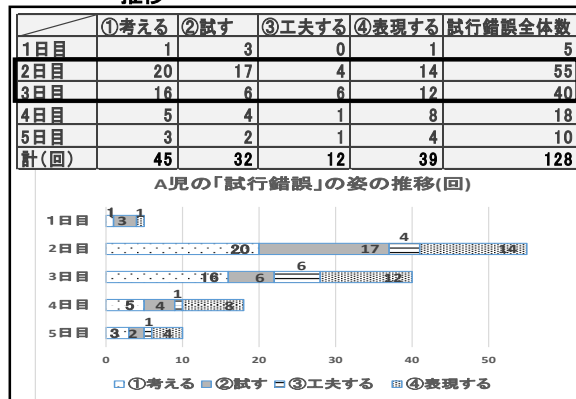 推移
①考える ②試す ③工夫する ④表現する 試行錯誤全体数
1日目 1 3 0 1 5
2日目 20 17 4 14 55
3日目 16 6 6 12 40
4日目 5 4 1 8 18
5日目 3 2 1 4 10
計(回) 45 32 12 39 128
A児の「試行錯誤」の姿の推移(回)
1日目 1 3 1
2日目 20 17 4 14
3日目 16 6 6 12
4日目 5 4 1 8
5日目 3 2 1 4
0 10 20 30 40 50
①考える ②試す ③工夫する ④表現する